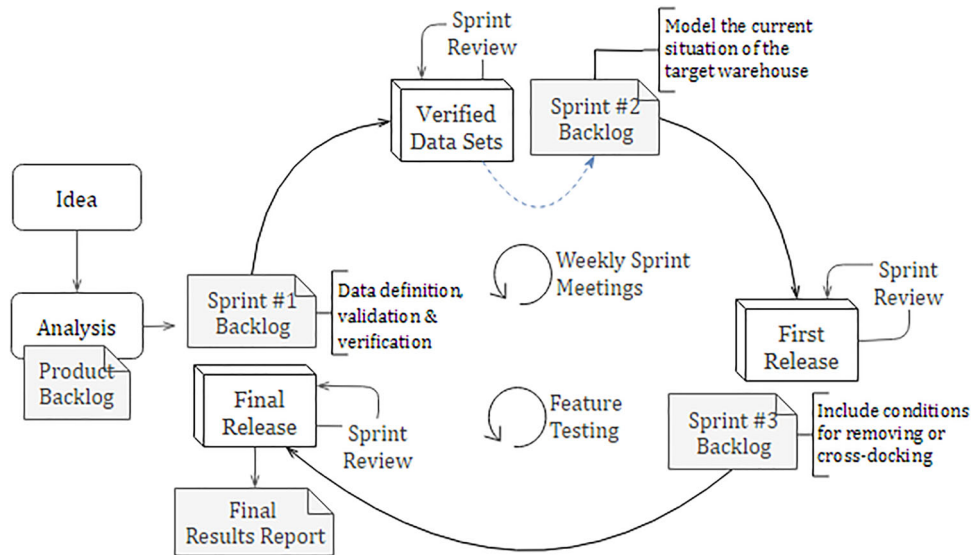 Idea
Analysis
Product
Backlog
Sprint #1
Backlog
Data definition,
validation &
verification
Verified
Data Sets
Sprint
Review
Sprint #2
Backlog
Model the current
situation of the
target warehouse
Weekly Sprint
Meetings
Feature
Testing
First
Release
Sprint
Review
Sprint #3
Backlog
Include conditions
for removing or
cross-docking
Final
Release
Sprint
Review
Final
Results Report